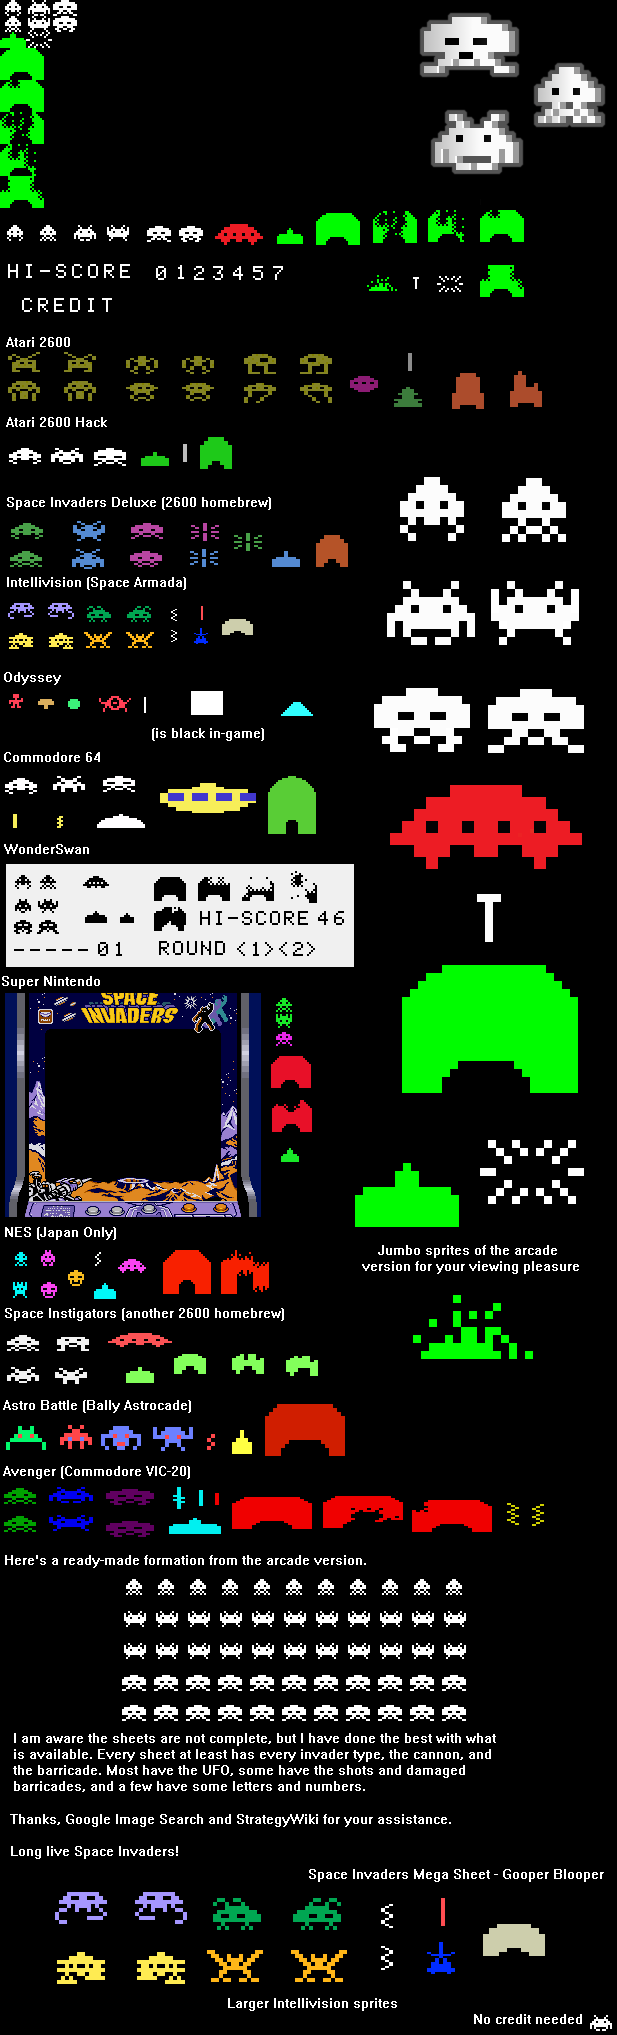 HI-SCORE 0123457
CREDIT
Atari 2600
Atari 2600 Hack
Space Invaders Deluxe (2600 homebrew)
Intellivision (Space Armada)
Odyssey
(is black in-game)
Commodore 64
WonderSwan
HI-SCORE 46
-----01 ROUND <1><2>
Super Nintendo
SPACE
INVADERS
NES (Japan Only)
Jumbo sprites of the arcade
version for your viewing pleasure
Space Instigators (another 2600 homebrew)
Astro Battle (Bally Astrocade)
Avenger (Commodore VIC-20)
Here's a ready-made formation from the arcade version.
I am aware the sheets are not complete, but I have done the best with what
is available. Every sheet at least has every invader type, the cannon, and
the barricade. Most have the UFO, some have the shots and damaged
barricades, and a few have some letters and numbers.
Thanks, Google Image Search and StrategyWiki for your assistance.
Long live Space Invaders!
Space Invaders Mega Sheet - Gooper Blooper
Larger Intellivision sprites
No credit needed